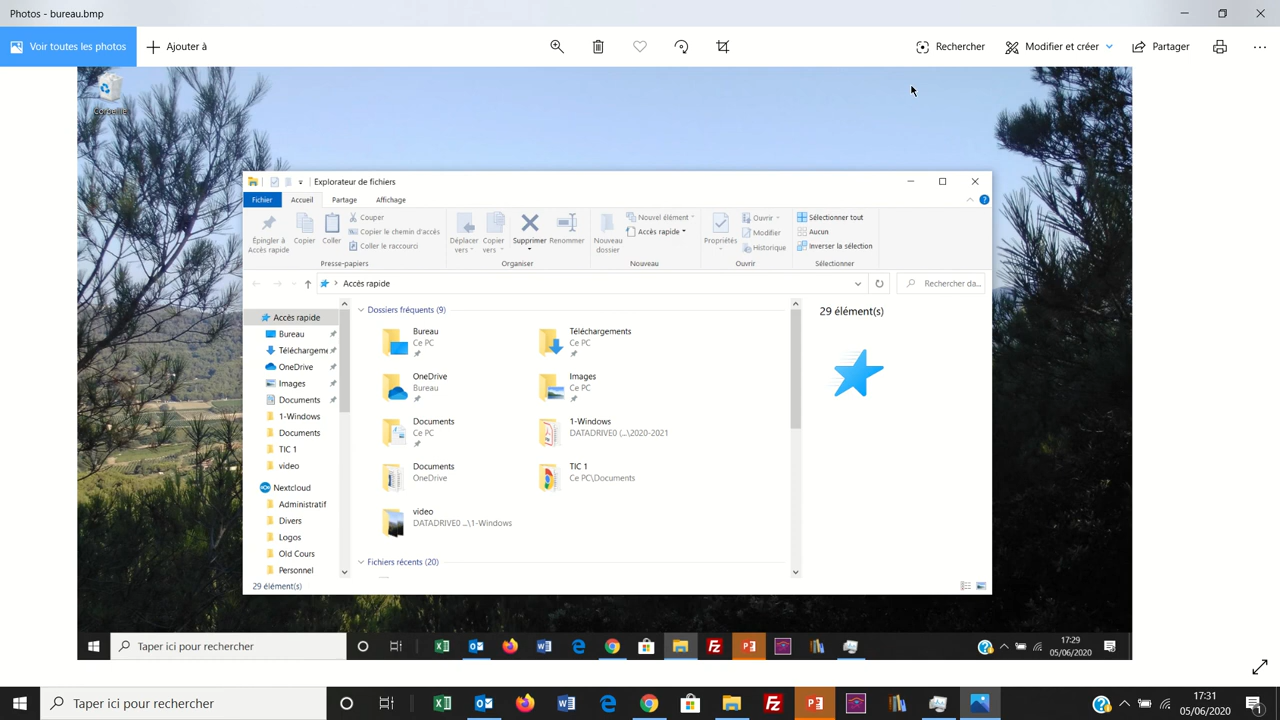 Photos - bureau.bmp
Voir toutes les photos
Ajouter à
Rechercher
Modifier et créer
Partager
Corbeille
Explorateur de fichiers
Fichier
Accueil
Partage
Affichage
Épingler à
Accès rapide
Copier
Coller
Couper
Copier le chemin d'accès
Coller le raccourci
Presse-papiers
Déplacer
vers
Copier
vers
Supprimer
Renommer
Organiser
Nouveau
dossier
Nouvel élément
Accès rapide
Nouveau
Propriétés
Ouvrir
Modifier
Historique
Ouvrir
Sélectionner tout
Aucun
Inverser la sélection
Sélectionner
Accès rapide
Rechercher da...
Accès rapide
Bureau
Téléchargem
OneDrive
Images
Documents
1-Windows
Documents
TIC 1
video
Nextcloud
Administratif
Divers
Logos
Old Cours
Personnel
Dossiers fréquents (9)
Bureau
Ce PC
Téléchargements
Ce PC
OneDrive
Bureau
Images
Ce PC
Documents
Ce PC
1-Windows
DATADRIVE0 (...\2020-2021
Documents
OneDrive
TIC 1
Ce PC\Documents
video
DATADRIVE0 ...\1-Windows
Fichiers récents (20)
29 élément(s)
29 élément(s)
Taper ici pour rechercher
17:29
05/06/2020
Taper ici pour rechercher
17:31
05/06/2020